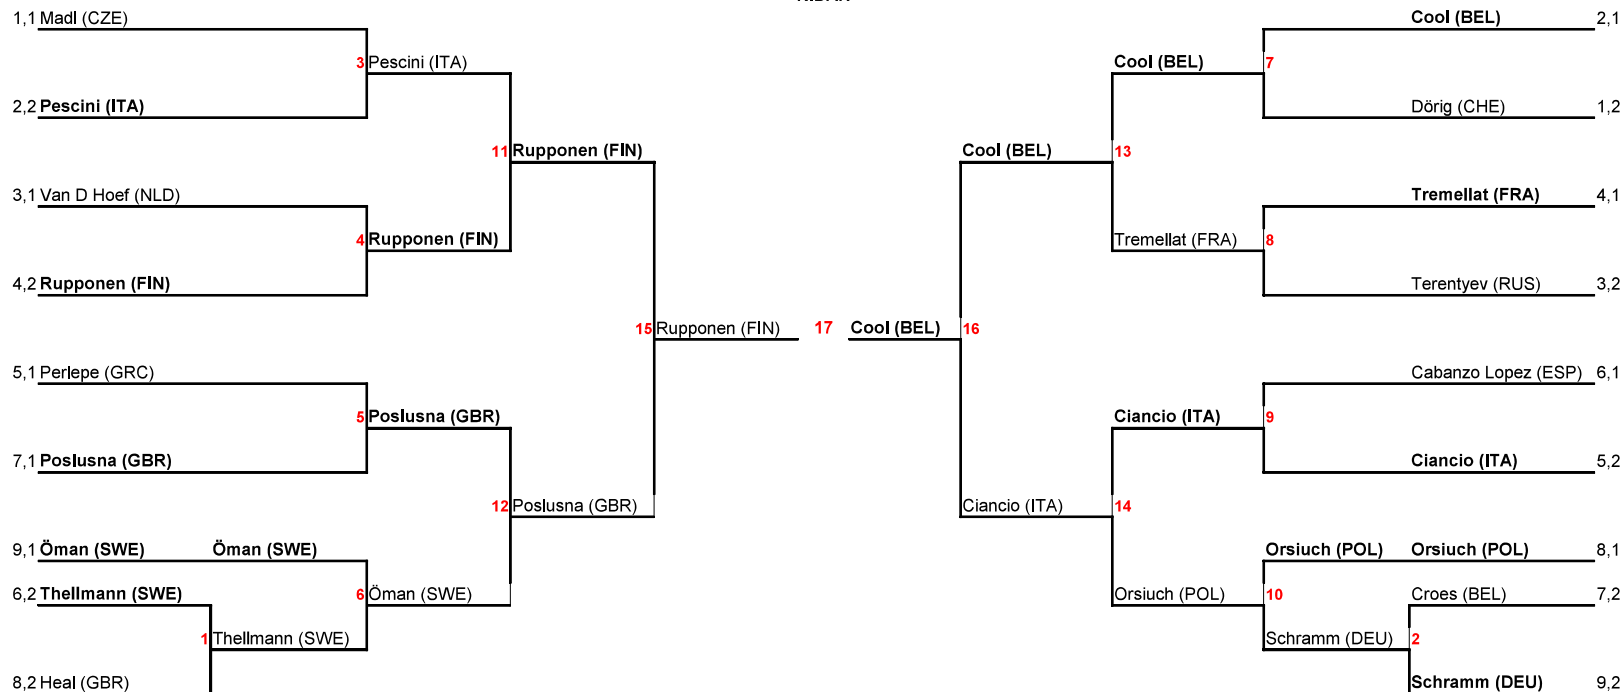 1,1 Madl (CZE) Cool (BEL) 2,1
3 Pescini (ITA) Cool (BEL) 7
2,2 Pescini (ITA) Dörig (CHE) 1,2
11 Rupponen (FIN) Cool (BEL) 13
3,1 Van D Hoef (NLD) Tremellat (FRA) 4,1
4 Rupponen (FIN) Tremellat (FRA) 8
4,2 Rupponen (FIN) Terentyev (RUS) 3,2
15 Rupponen (FIN) 17 Cool (BEL) 16
5,1 Perlepe (GRC) Cabanzo Lopez (ESP) 6,1
5 Poslusna (GBR) Ciancio (ITA) 9
7,1 Poslusna (GBR) Ciancio (ITA) 5,2
12 Poslusna (GBR) Ciancio (ITA) 14
9,1 Öman (SWE) Öman (SWE) Orsiuch (POL) Orsiuch (POL) 8,1
6,2 Thellmann (SWE) 6 Öman (SWE) Orsiuch (POL) 10 Croes (BEL) 7,2
1 Thellmann (SWE) Schramm (DEU) 2
8,2 Heal (GBR) Schramm (DEU) 9,2